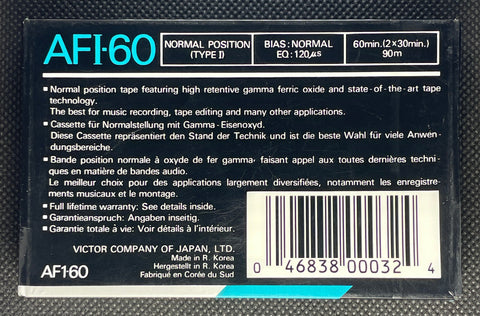 AFI-60
NORMAL POSITION
(TYPE I)
BIAS: NORMAL
EQ: 120μs
60min. (2×30min.)
90m
▪ Normal position tape featuring high retentive gamma ferric oxide and state-of-the-art tape
technology.
The best for music recording, tape editing and many other applications.
▪ Cassette für Normalstellung mit Gamma-Eisenoxyd.
Diese Cassette repräsentiert den Stand der Technik und ist die beste Wahl für viele Anwen-
dungsbereiche.
▪ Bande position normale à oxyde de fer gamma- faisant appel aux toutes dernières techni-
ques en matière de bandes audio.
Le meilleur choix pour des applications largement diversifiées, notamment les enregistre-
ments musicaux et le montage.
▪ Full lifetime warranty: See details inside.
▪ Garantieanspruch: Angaben inseitig.
▪ Garantie totale à vie: Voir détails à l'intérieur.
VICTOR COMPANY OF JAPAN, LTD.
Made in R. Korea
Hergestellt in R. Korea
Fabriqué en Corée du Sud
AF1-60
0 46838 00032 4